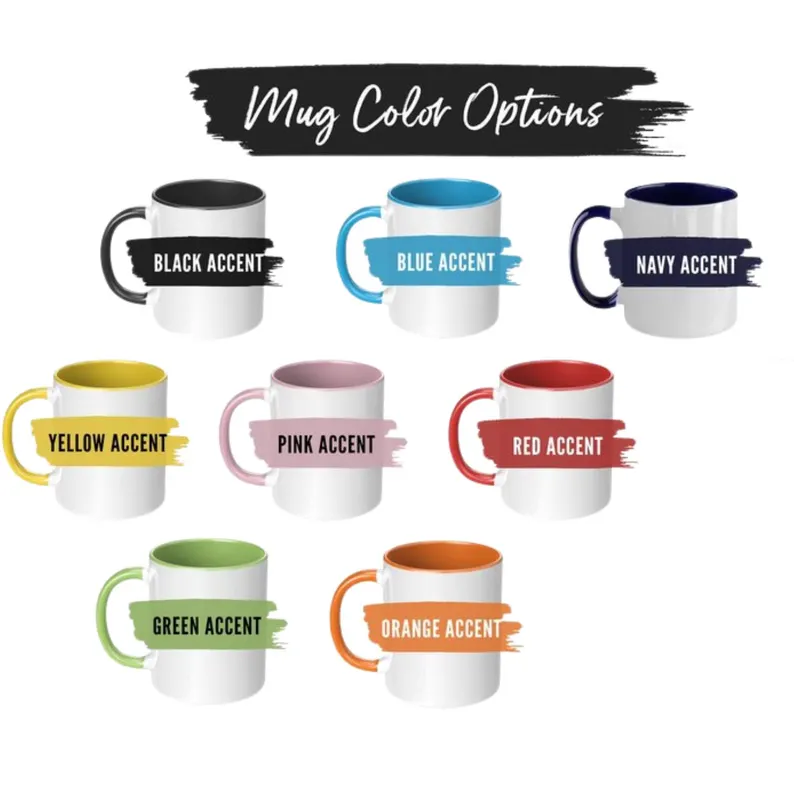 Mug Color Options
BLACK ACCENT
BLUE ACCENT
NAVY ACCENT
YELLOW ACCENT
PINK ACCENT
RED ACCENT
GREEN ACCENT
ORANGE ACCENT